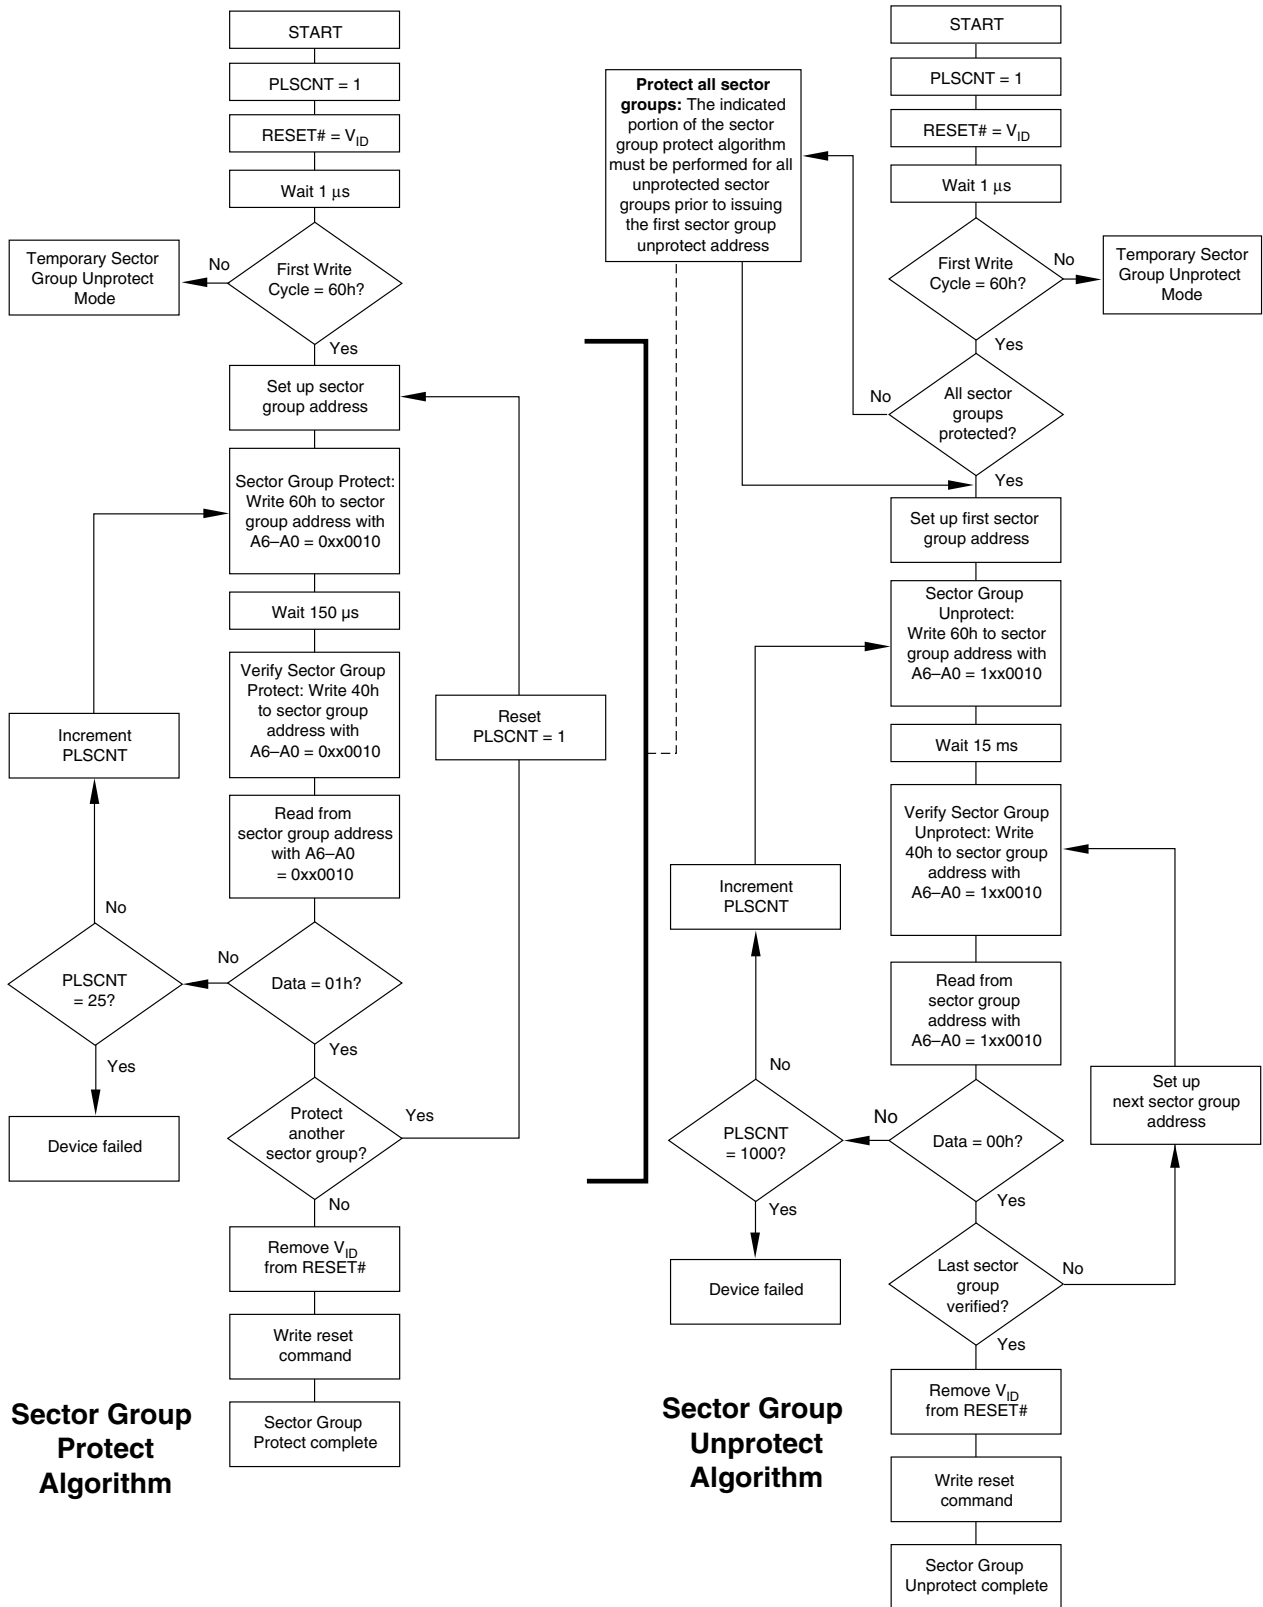 START
PLSCNT = 1
RESET# = VID
Wait 1 μs
First Write
Cycle = 60h?
No
Temporary Sector
Group Unprotect
Mode
Yes
Set up sector
group address
Sector Group Protect:
Write 60h to sector
group address with
A6–A0 = 0xx0010
Wait 150 µs
Verify Sector Group
Protect: Write 40h
to sector group
address with
A6–A0 = 0xx0010
Reset
PLSCNT = 1
Increment
PLSCNT
Read from
sector group address
with A6–A0
= 0xx0010
No
No
PLSCNT
= 25?
Data = 01h?
Yes
Yes
Device failed
Protect
another
sector group?
Yes
No
Remove VID
from RESET#
Write reset
command
Sector Group
Protect complete
Sector Group
Protect
Algorithm
Protect all sector
groups: The indicated
portion of the sector
group protect algorithm
must be performed for all
unprotected sector
groups prior to issuing
the first sector group
unprotect address
START
PLSCNT = 1
RESET# = VID
Wait 1 μs
First Write
Cycle = 60h?
No
Temporary Sector
Group Unprotect
Mode
Yes
No
All sector
groups
protected?
Yes
Set up first sector
group address
Sector Group
Unprotect:
Write 60h to sector
group address with
A6–A0 = 1xx0010
Wait 15 ms
Verify Sector Group
Unprotect: Write
40h to sector group
address with
A6–A0 = 1xx0010
Increment
PLSCNT
Read from
sector group
address with
A6–A0 = 1xx0010
No
No
Set up
next sector group
address
PLSCNT
= 1000?
Data = 00h?
Yes
Yes
Device failed
Last sector
group
verified?
No
Yes
Remove VID
from RESET#
Write reset
command
Sector Group
Unprotect complete
Sector Group
Unprotect
Algorithm